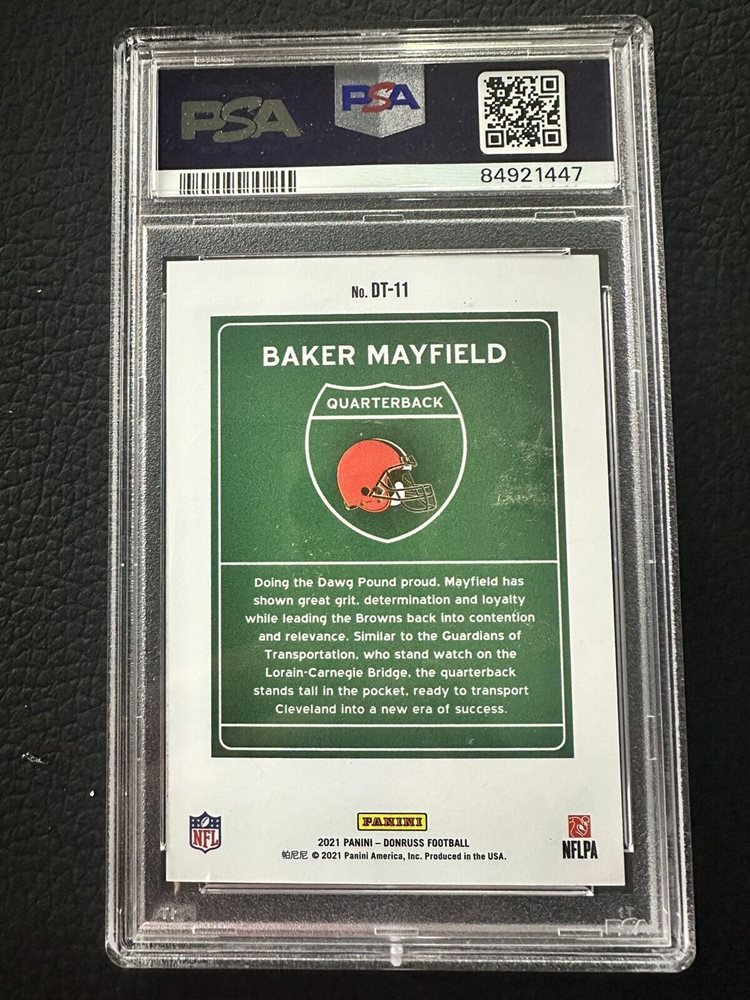 PSA
PSA
84921447
No. DT-11
BAKER MAYFIELD
QUARTERBACK
Doing the Dawg Pound proud, Mayfield has
shown great grit, determination and loyalty
while leading the Browns back into contention
and relevance. Similar to the Guardians of
Transportation, who stand watch on the
Lorain-Carnegie Bridge, the quarterback
stands tall in the pocket, ready to transport
Cleveland into a new era of success.
NFL
PANINI
NFLPA
2021 PANINI – DONRUSS FOOTBALL
帕尼尼 © 2021 Panini America, Inc. Produced in the USA.
PSA